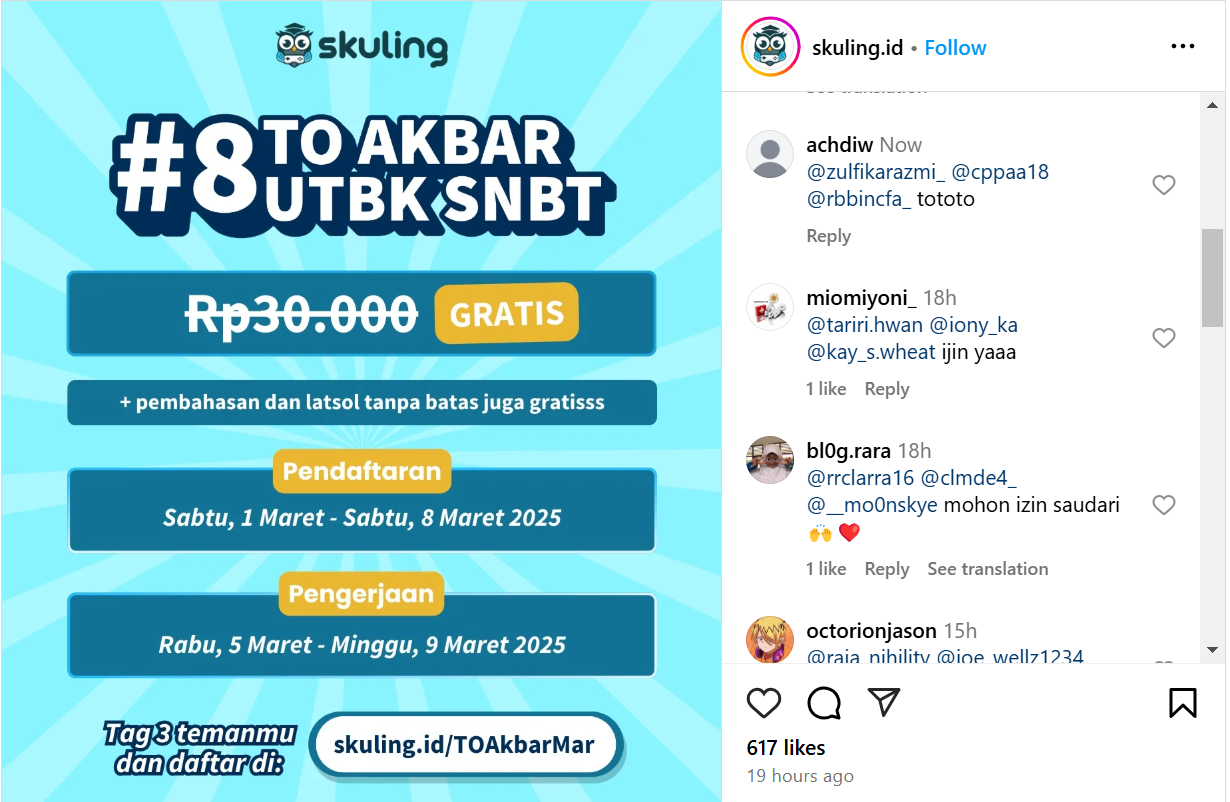 skuling
#8 TO AKBAR
UTBK SNBT
Rp30.000 GRATIS
+ pembahasan dan latsol tanpa batas juga gratisss
Pendaftaran
Sabtu, 1 Maret - Sabtu, 8 Maret 2025
Pengerjaan
Rabu, 5 Maret - Minggu, 9 Maret 2025
Tag 3 temanmu
dan daftar di:
skuling.id/TOAkbarMar
skuling.id • Follow
See translation
achdiw Now
@zulfikarazmi_ @cppaa18
@rbbincfa_ tototo
Reply
miomiyoni_ 18h
@tariri.hwan @iony_ka
@kay_s.wheat ijin yaaa
1 like Reply
bl0g.rara 18h
@rrclarra16 @clmde4_
@__mo0nskye mohon izin saudari
🙌 ❤️
1 like Reply See translation
octorionjason 15h
@raja_nihility @joe_wellz1234
617 likes
19 hours ago